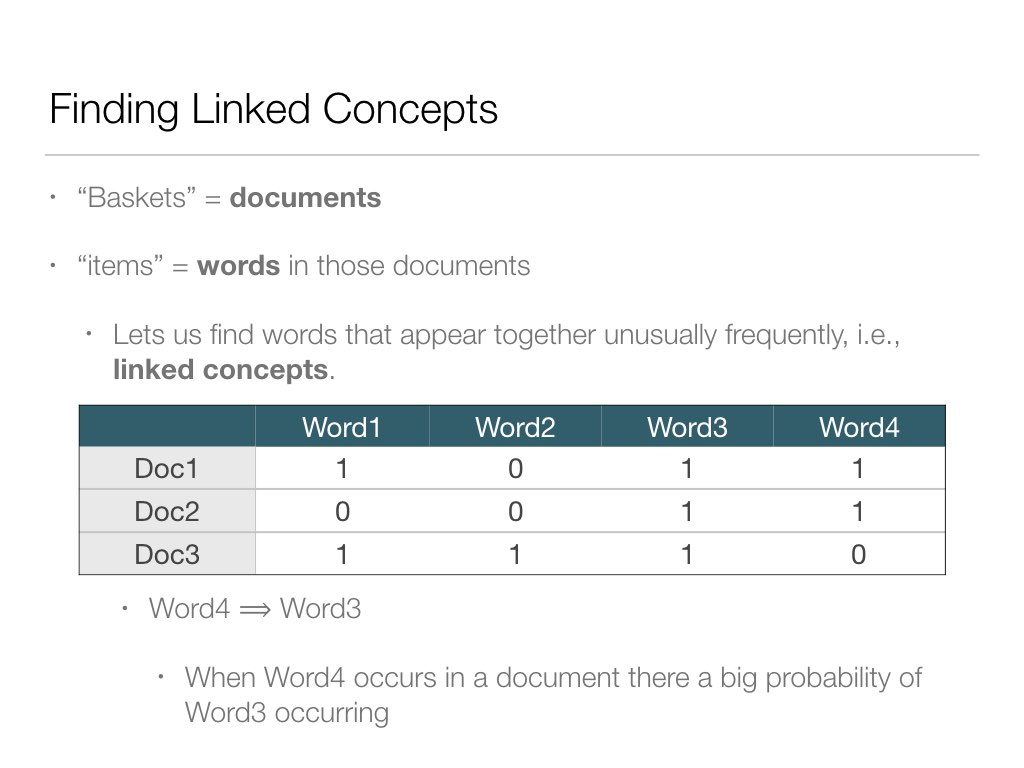 Finding Linked Concepts
• “Baskets” = documents
• “items” = words in those documents
• Lets us find words that appear together unusually frequently, i.e.,
linked concepts.
Word1 Word2 Word3 Word4
Doc1 1 0 1 1
Doc2 0 0 1 1
Doc3 1 1 1 0
• Word4 ⟹ Word3
• When Word4 occurs in a document there a big probability of
Word3 occurring